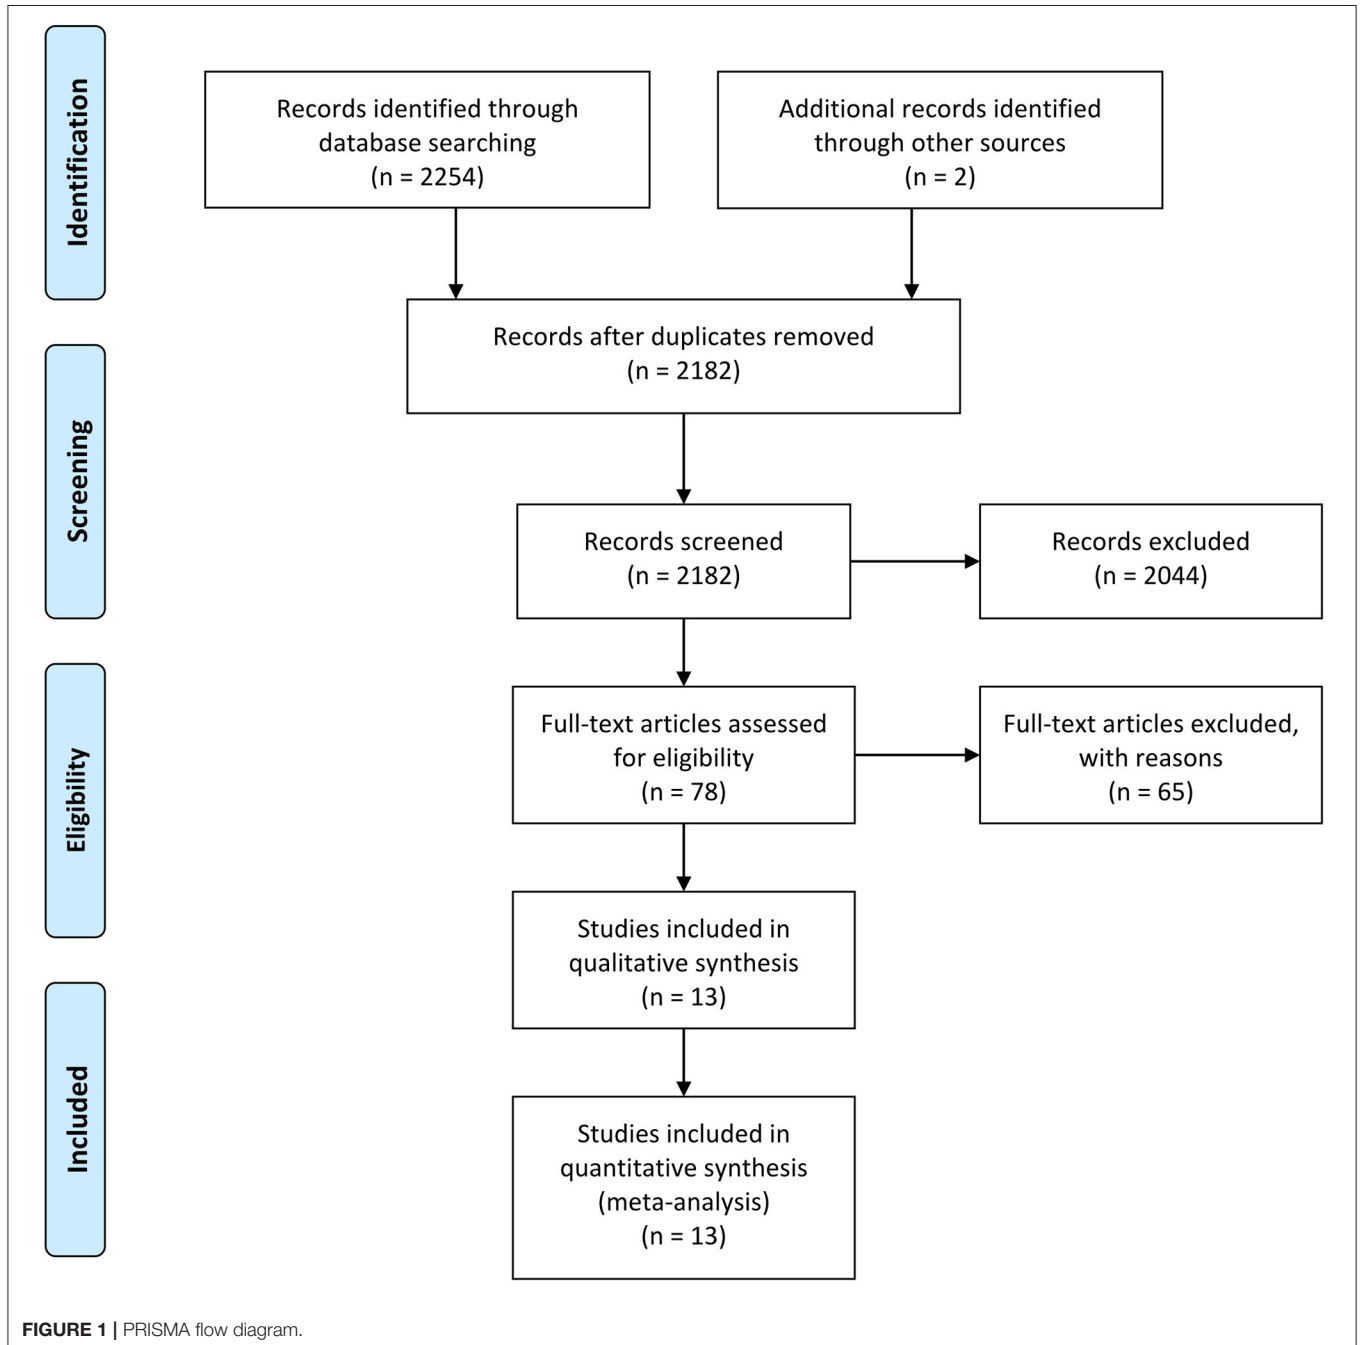 Identification
Records identified through
database searching
(n = 2254)
Additional records identified
through other sources
(n = 2)
Records after duplicates removed
(n = 2182)
Screening
Records screened
(n = 2182)
Records excluded
(n = 2044)
Eligibility
Full-text articles assessed
for eligibility
(n = 78)
Full-text articles excluded,
with reasons
(n = 65)
Studies included in
qualitative synthesis
(n = 13)
Included
Studies included in
quantitative synthesis
(meta-analysis)
(n = 13)
FIGURE 1 | PRISMA flow diagram.